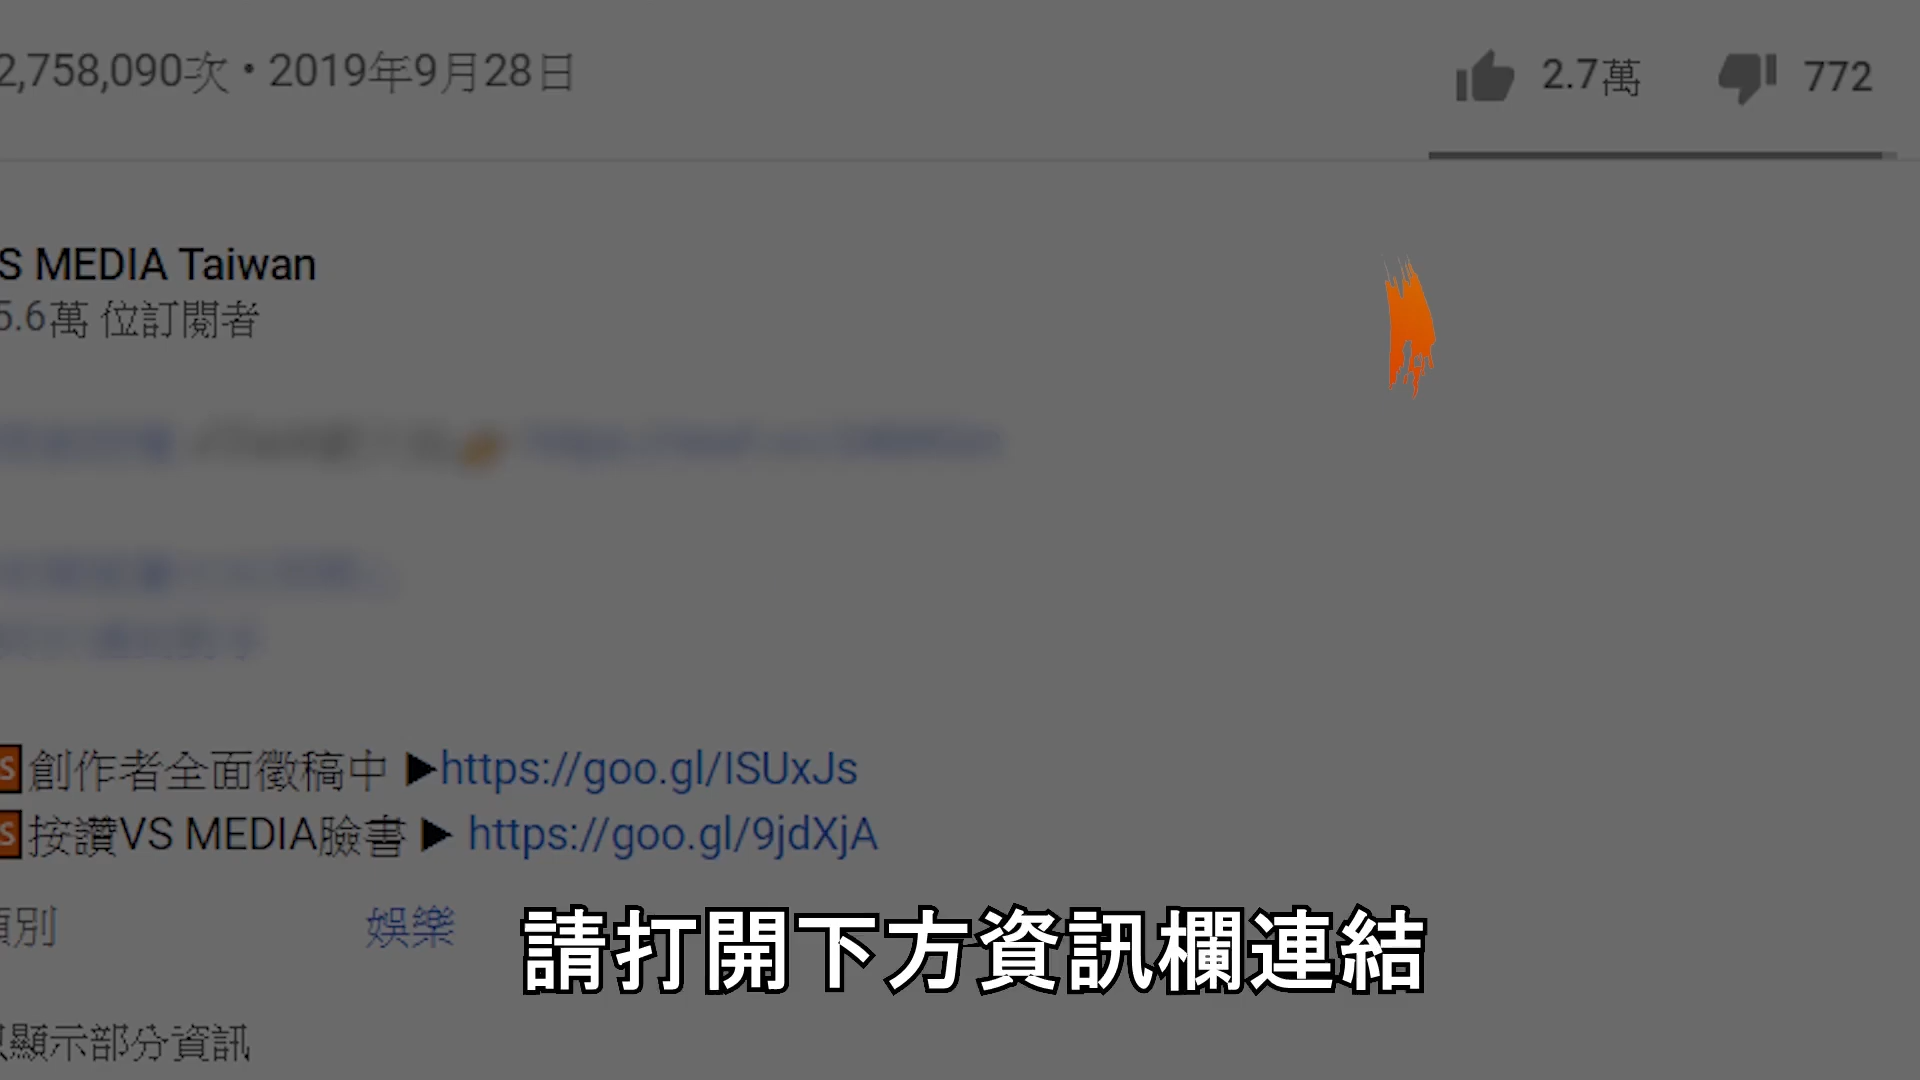 2,758,090次 • 2019年9月28日
2.7萬
772
S MEDIA Taiwan
5.6萬 位訂閱者
S創作者全面徵稿中 ▶https://goo.gl/ISUxJs
S按讚VS MEDIA臉書 ▶ https://goo.gl/9jdXjA
類別 娛樂
請打開下方資訊欄連結
只顯示部分資訊